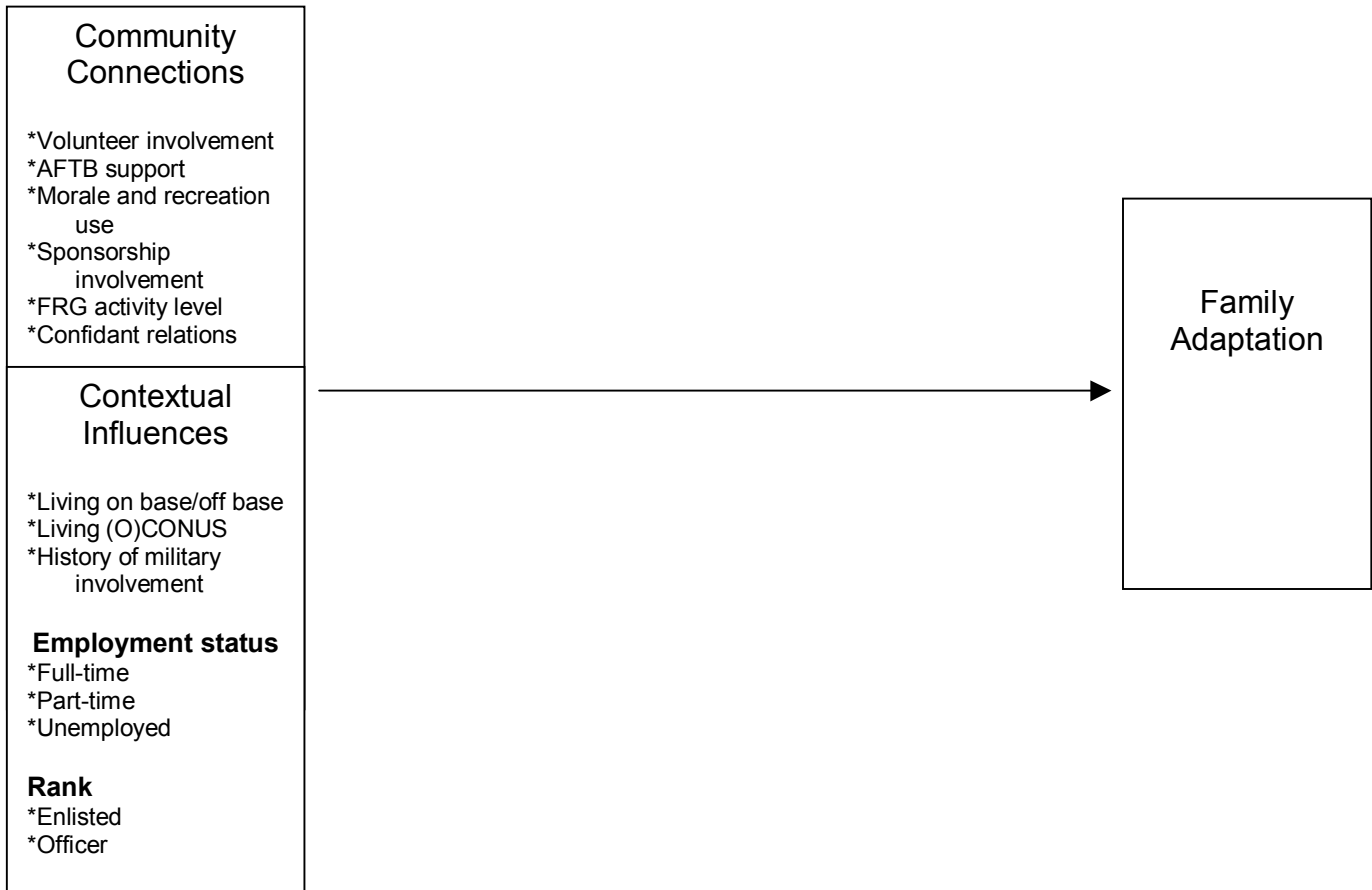 Community
Connections
*Volunteer involvement
*AFTB support
*Morale and recreation
use
*Sponsorship
involvement
*FRG activity level
*Confidant relations
Contextual
Influences
*Living on base/off base
*Living (O)CONUS
*History of military
involvement
Employment status
*Full-time
*Part-time
*Unemployed
Rank
*Enlisted
*Officer
Family
Adaptation